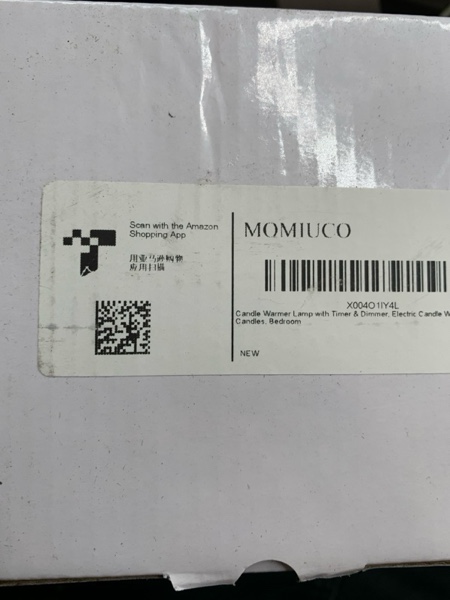 Scan with the Amazon
Shopping App
用亚马逊购物
应用扫描
MOMIUCO
X004O1IY4L
Candle Warmer Lamp with Timer & Dimmer, Electric Candle W
Candles, Bedroom
NEW